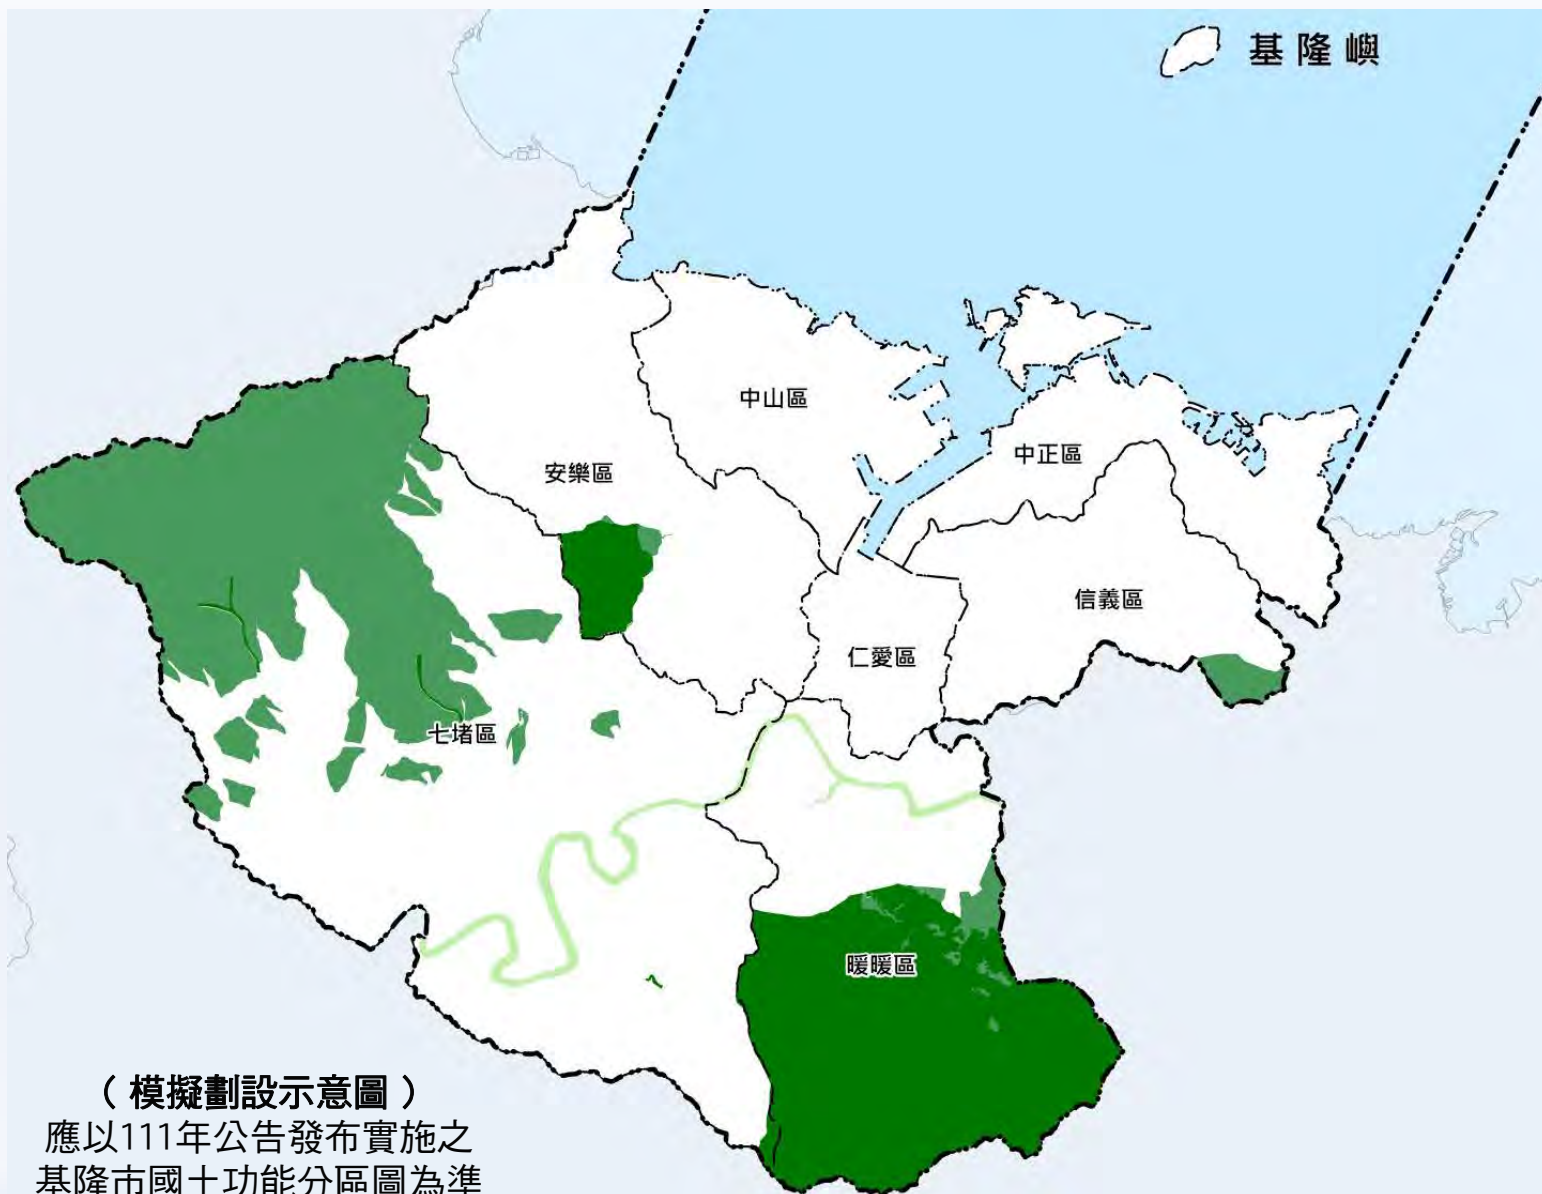 基隆嶼
中山區
中正區
安樂區
信義區
仁愛區
七堵區
暖暖區
（模擬劃設示意圖）
應以111年公告發布實施之
基隆市國土功能分區圖為準